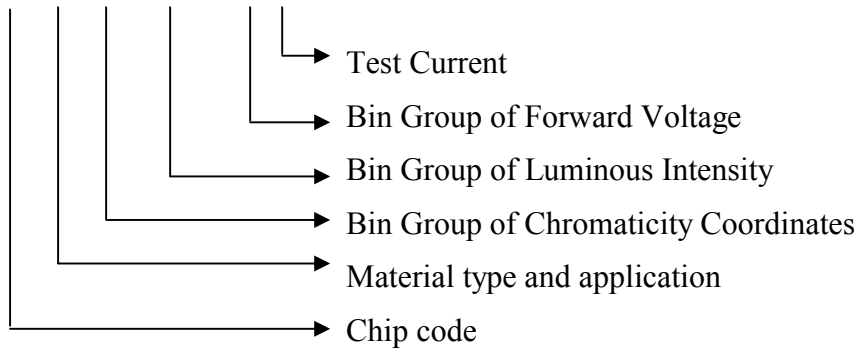 Test Current
Bin Group of Forward Voltage
Bin Group of Luminous Intensity
Bin Group of Chromaticity Coordinates
Material type and application
Chip code